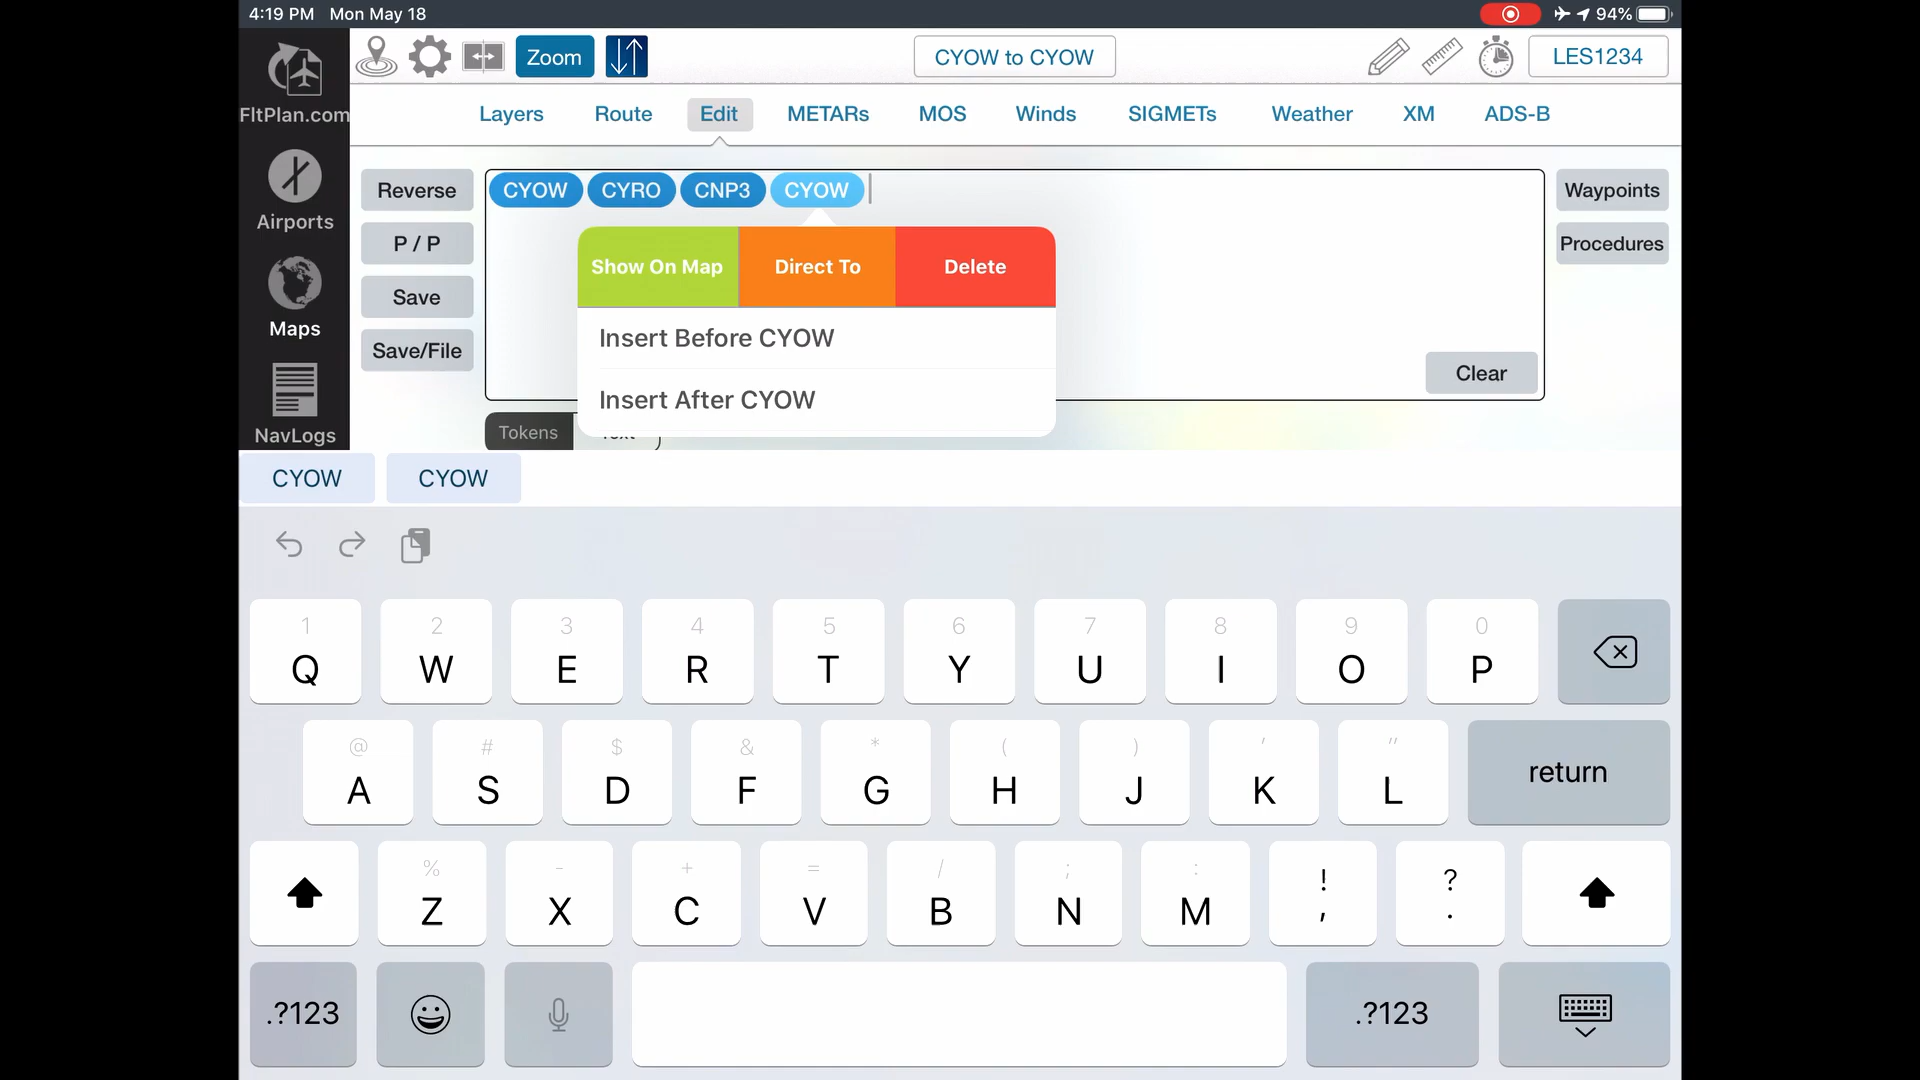 4:19 PM Mon May 18 94%
FltPlan.com
Airports
Maps
NavLogs
Zoom CYOW to CYOW LES1234
Layers Route Edit METARs MOS Winds SIGMETs Weather XM ADS-B
Reverse
P / P
Save
Save/File
CYOW CYRO CNP3 CYOW
Show On Map Direct To Delete
Insert Before CYOW
Insert After CYOW
Waypoints
Procedures
Clear
Tokens Text
CYOW CYOW
1 2 3 4 5 6 7 8 9 0
Q W E R T Y U I O P
@ # $ & * ( ) ' "
A S D F G H J K L return
% - + = / ; : ! ?
Z X C V B N M , .
.?123 .?123